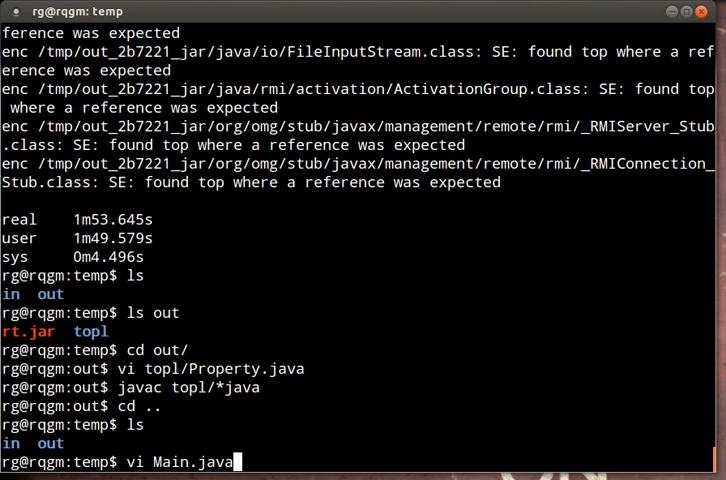 rg@rqgm: temp
ference was expected
enc /tmp/out_2b7221_jar/java/io/FileInputStream.class: SE: found top where a ref
erence was expected
enc /tmp/out_2b7221_jar/java/rmi/activation/ActivationGroup.class: SE: found top
 where a reference was expected
enc /tmp/out_2b7221_jar/org/omg/stub/javax/management/remote/rmi/_RMIServer_Stub
.class: SE: found top where a reference was expected
enc /tmp/out_2b7221_jar/org/omg/stub/javax/management/remote/rmi/_RMIConnection_
Stub.class: SE: found top where a reference was expected
real    1m53.645s
user    1m49.579s
sys     0m4.496s
rg@rqgm:temp$ ls
in  out
rg@rqgm:temp$ ls out
rt.jar  topl
rg@rqgm:temp$ cd out/
rg@rqgm:out$ vi topl/Property.java
rg@rqgm:out$ javac topl/*java
rg@rqgm:out$ cd ..
rg@rqgm:temp$ ls
in  out
rg@rqgm:temp$ vi Main.java